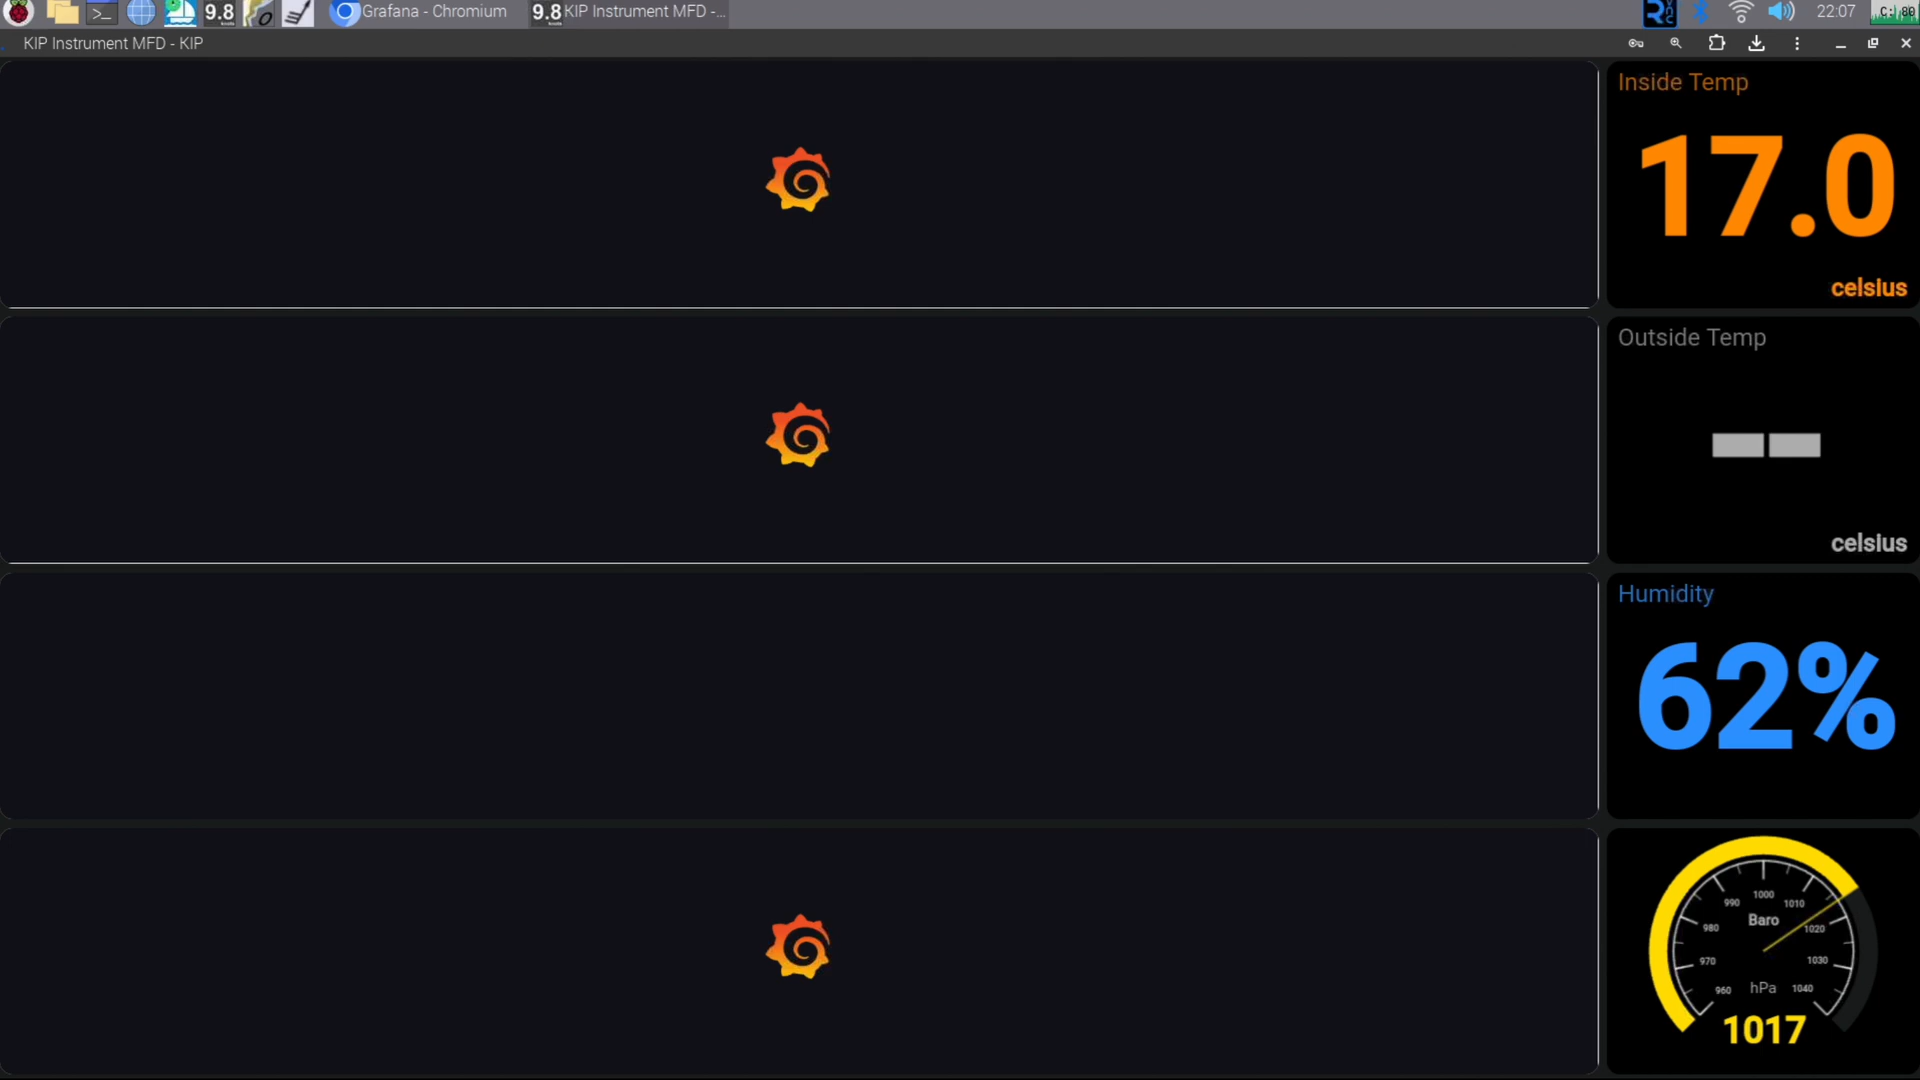 9.8 Grafana - Chromium 9.8 KIP Instrument MFD -... 22:07 C: 80
KIP Instrument MFD - KIP
Inside Temp
17.0
celsius
Outside Temp
--
celsius
Humidity
62%
1000
990 1010
Baro
980 1020
970 1030
960 hPa 1040
1017